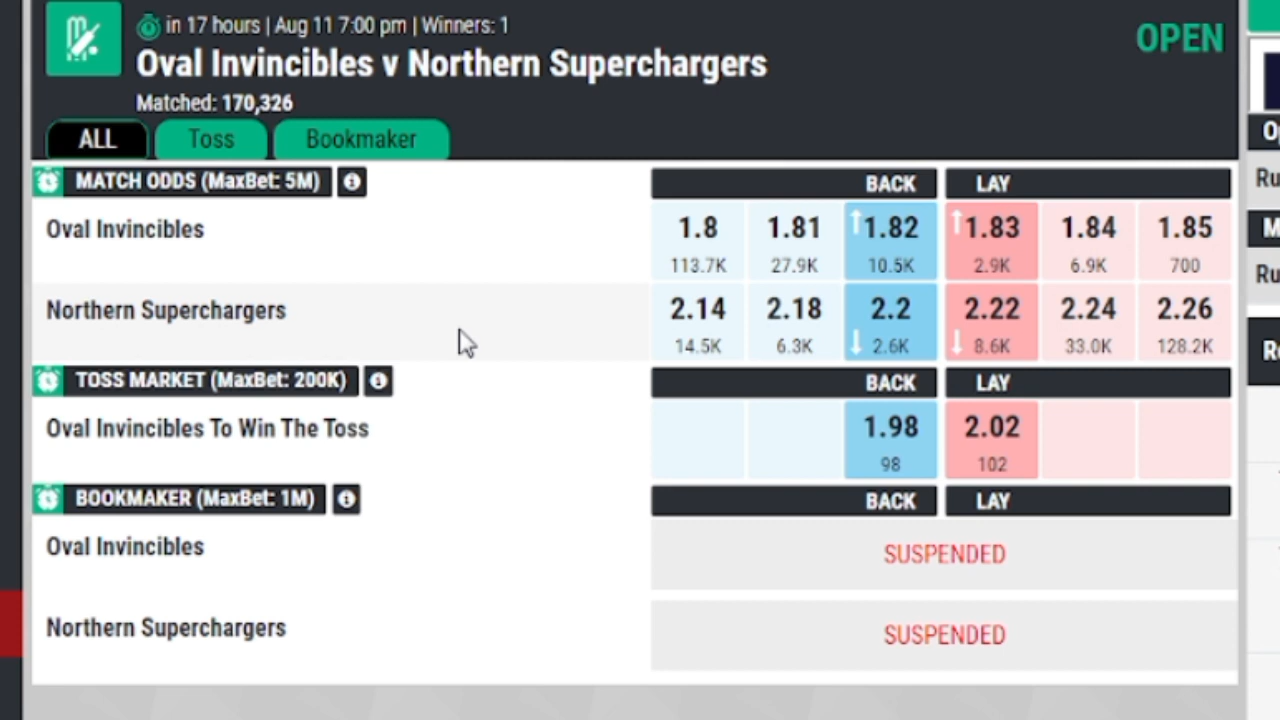 in 17 hours | Aug 11 7:00 pm | Winners: 1
OPEN
Oval Invincibles v Northern Superchargers
Matched: 170,326
ALL Toss Bookmaker
MATCH ODDS (MaxBet: 5M) BACK LAY
Oval Invincibles 1.8 1.81 1.82 1.83 1.84 1.85
113.7K 27.9K 10.5K 2.9K 6.9K 700
Northern Superchargers 2.14 2.18 2.2 2.22 2.24 2.26
14.5K 6.3K 2.6K 8.6K 33.0K 128.2K
TOSS MARKET (MaxBet: 200K) BACK LAY
Oval Invincibles To Win The Toss 1.98 2.02
98 102
BOOKMAKER (MaxBet: 1M) BACK LAY
Oval Invincibles SUSPENDED
Northern Superchargers SUSPENDED